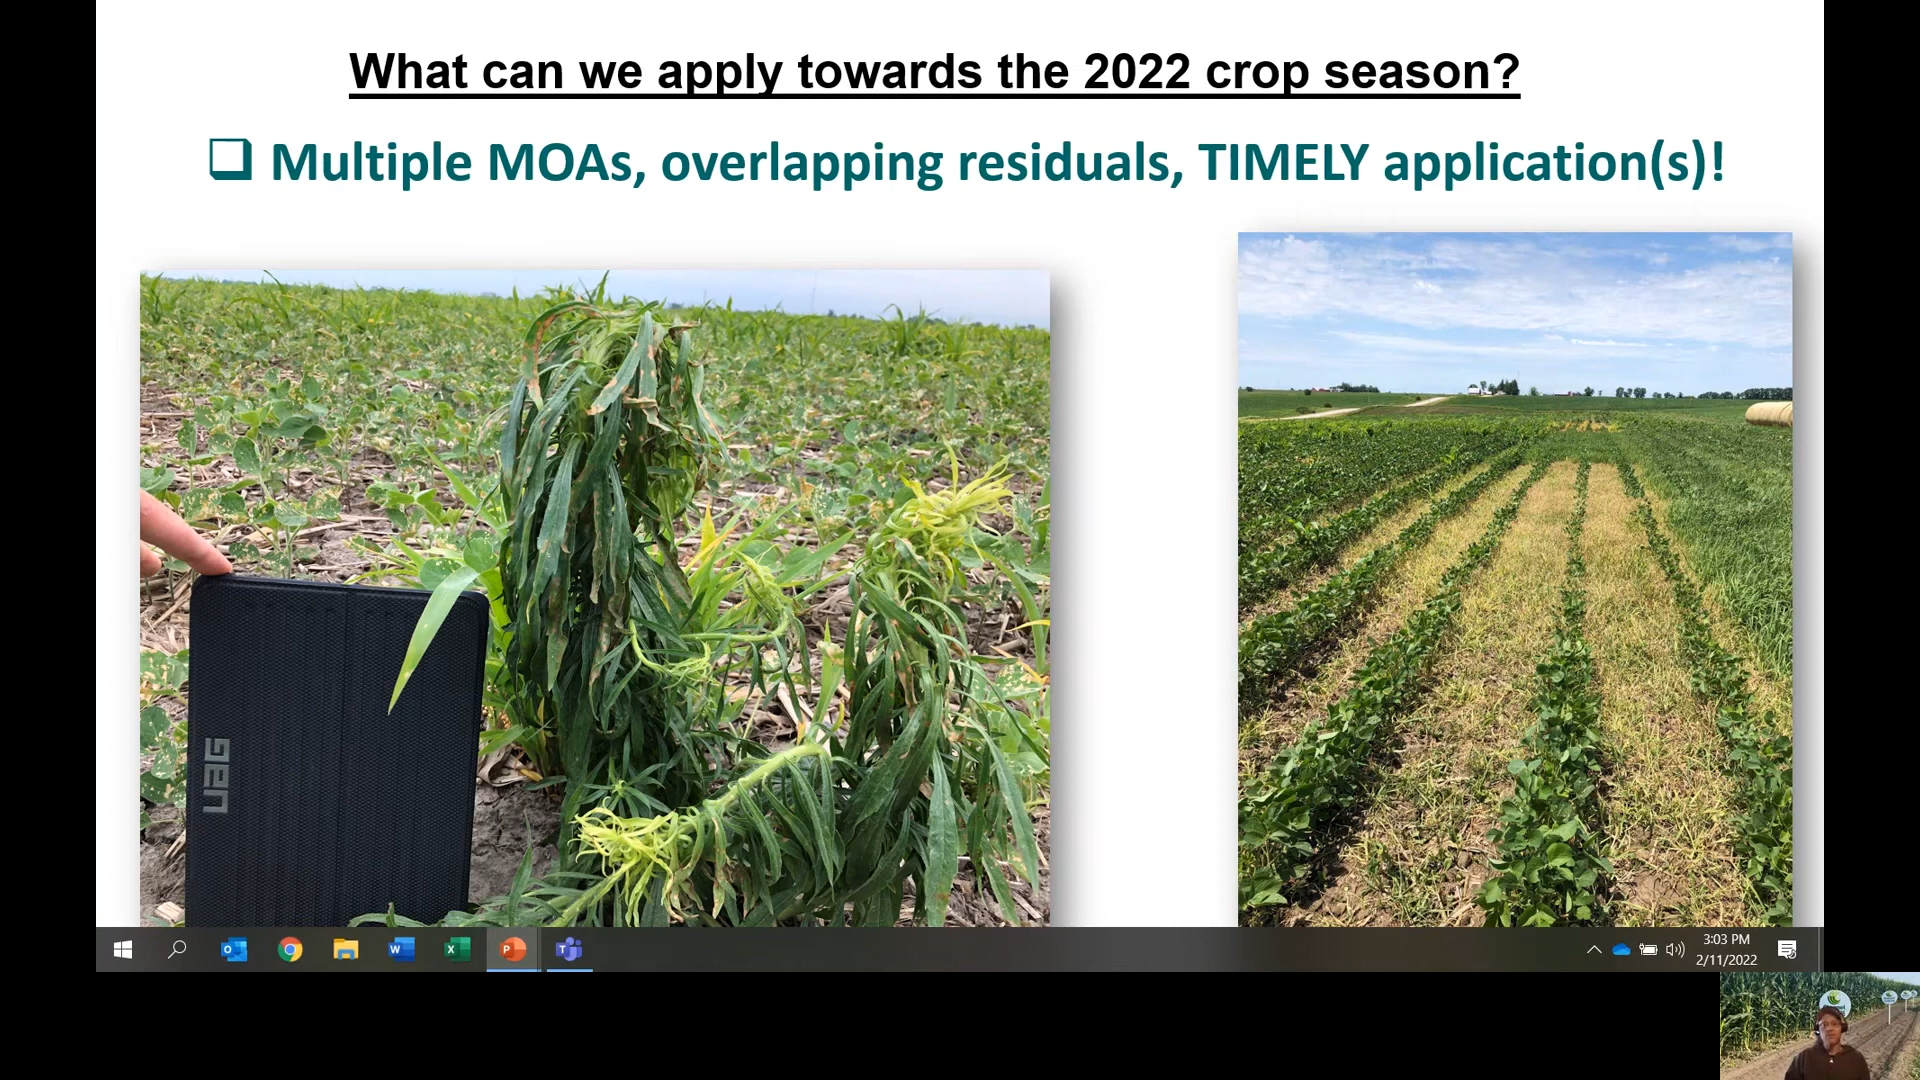 What can we apply towards the 2022 crop season?
Multiple MOAs, overlapping residuals, TIMELY application(s)!
UAG
3:03 PM
2/11/2022